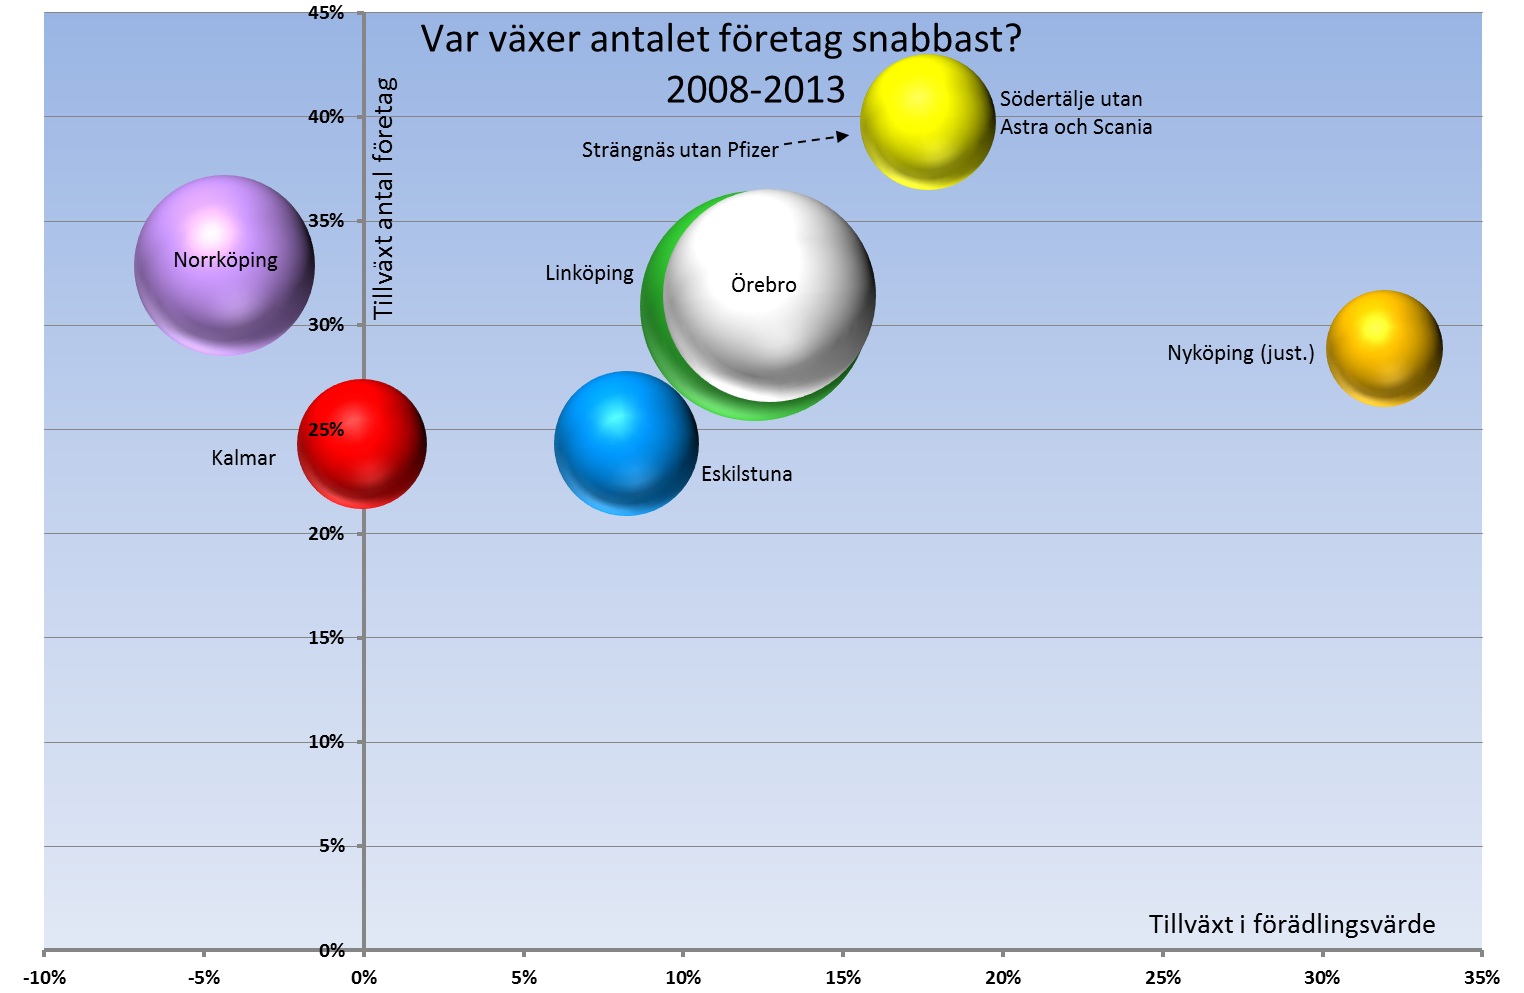 Var växer antalet företag snabbast?
2008-2013
45%
40%
35%
30%
25%
20%
15%
10%
5%
0%
Tillväxt antal företag
Södertälje utan
Astra och Scania
Strängnäs utan Pfizer
Norrköping
Linköping
Örebro
Nyköping (just.)
Kalmar
Eskilstuna
Tillväxt i förädlingsvärde
-10%
-5%
0%
5%
10%
15%
20%
25%
30%
35%